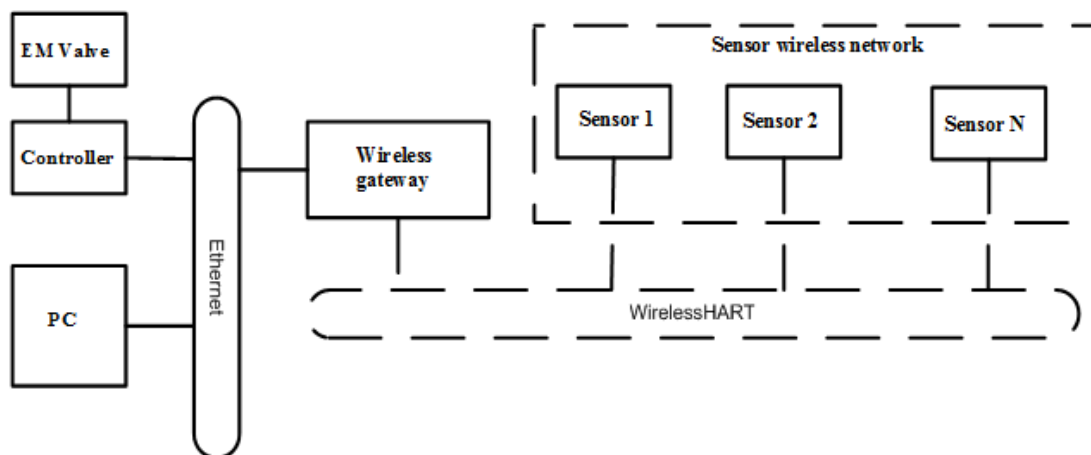 EM Valve
Controller
PC
Ethernet
Wireless
gateway
Sensor wireless network
Sensor 1
Sensor 2
Sensor N
WirelessHART